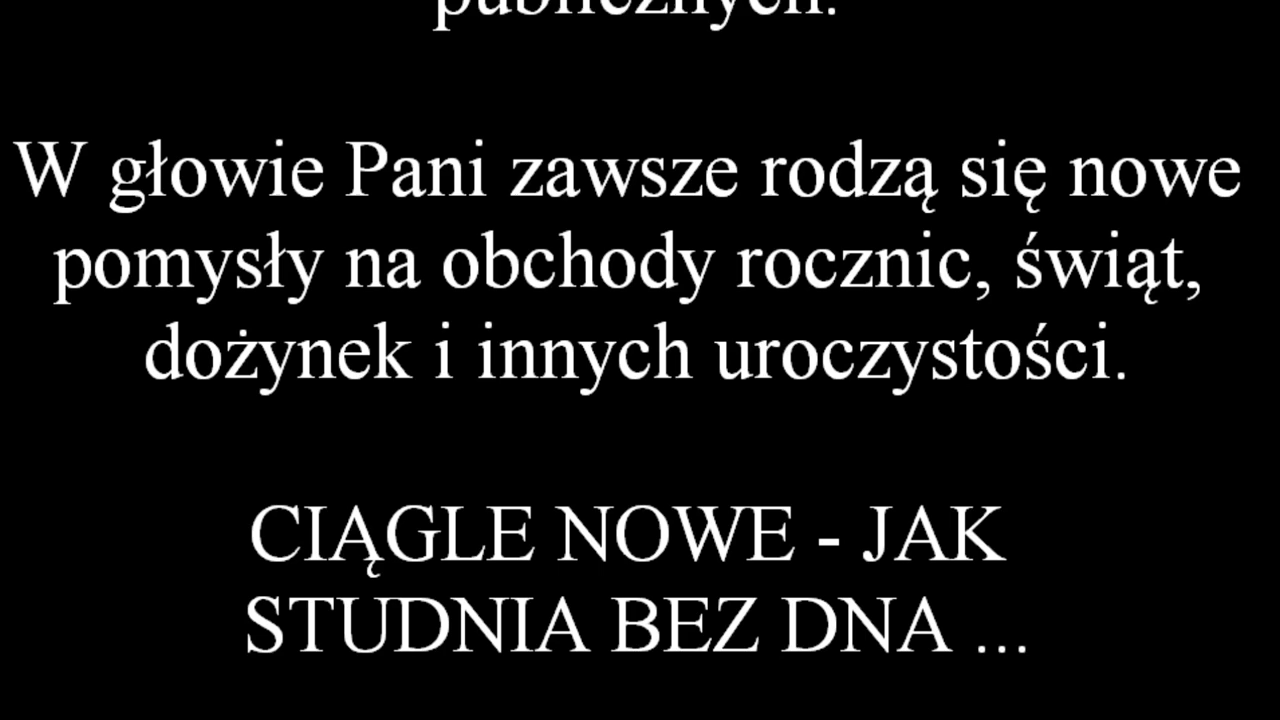 publicznych.
W głowie Pani zawsze rodzą się nowe
pomysły na obchody rocznic, świąt,
dożynek i innych uroczystości.
CIĄGLE NOWE - JAK
STUDNIA BEZ DNA ...